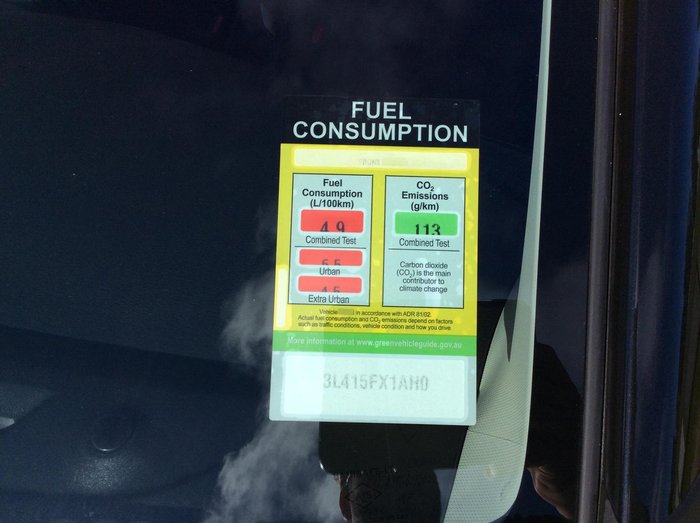 FUEL
CONSUMPTION
Fuel
Consumption
(L/100km)
4.9
Combined Test
Urban
4.5
Extra Urban
CO₂
Emissions
(g/km)
113
Combined Test
Carbon dioxide
(CO₂) is the main
contributor to
climate change
Vehicle in accordance with ADR 81/02
Actual fuel consumption and CO₂ emissions depend on factors
such as traffic conditions, vehicle condition and how you drive
More information at www.greenvehicleguide.gov.au
3L415FX1AH0